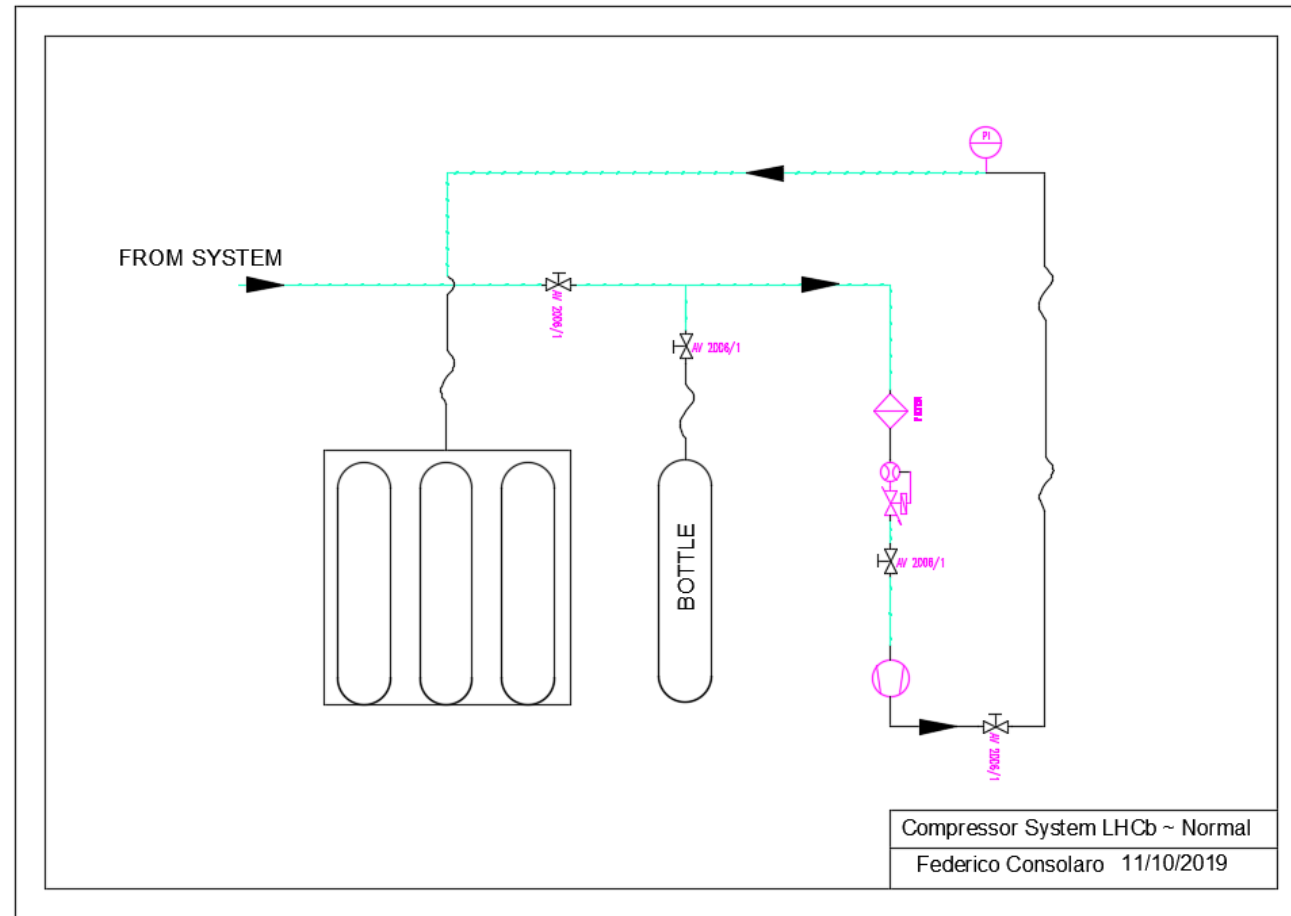 PI
FROM SYSTEM
AV 2006/1
AV 2006/1
FILTER
AV 2006/1
BOTTLE
AV 2006/1
Compressor System LHCb ~ Normal
Federico Consolaro 11/10/2019